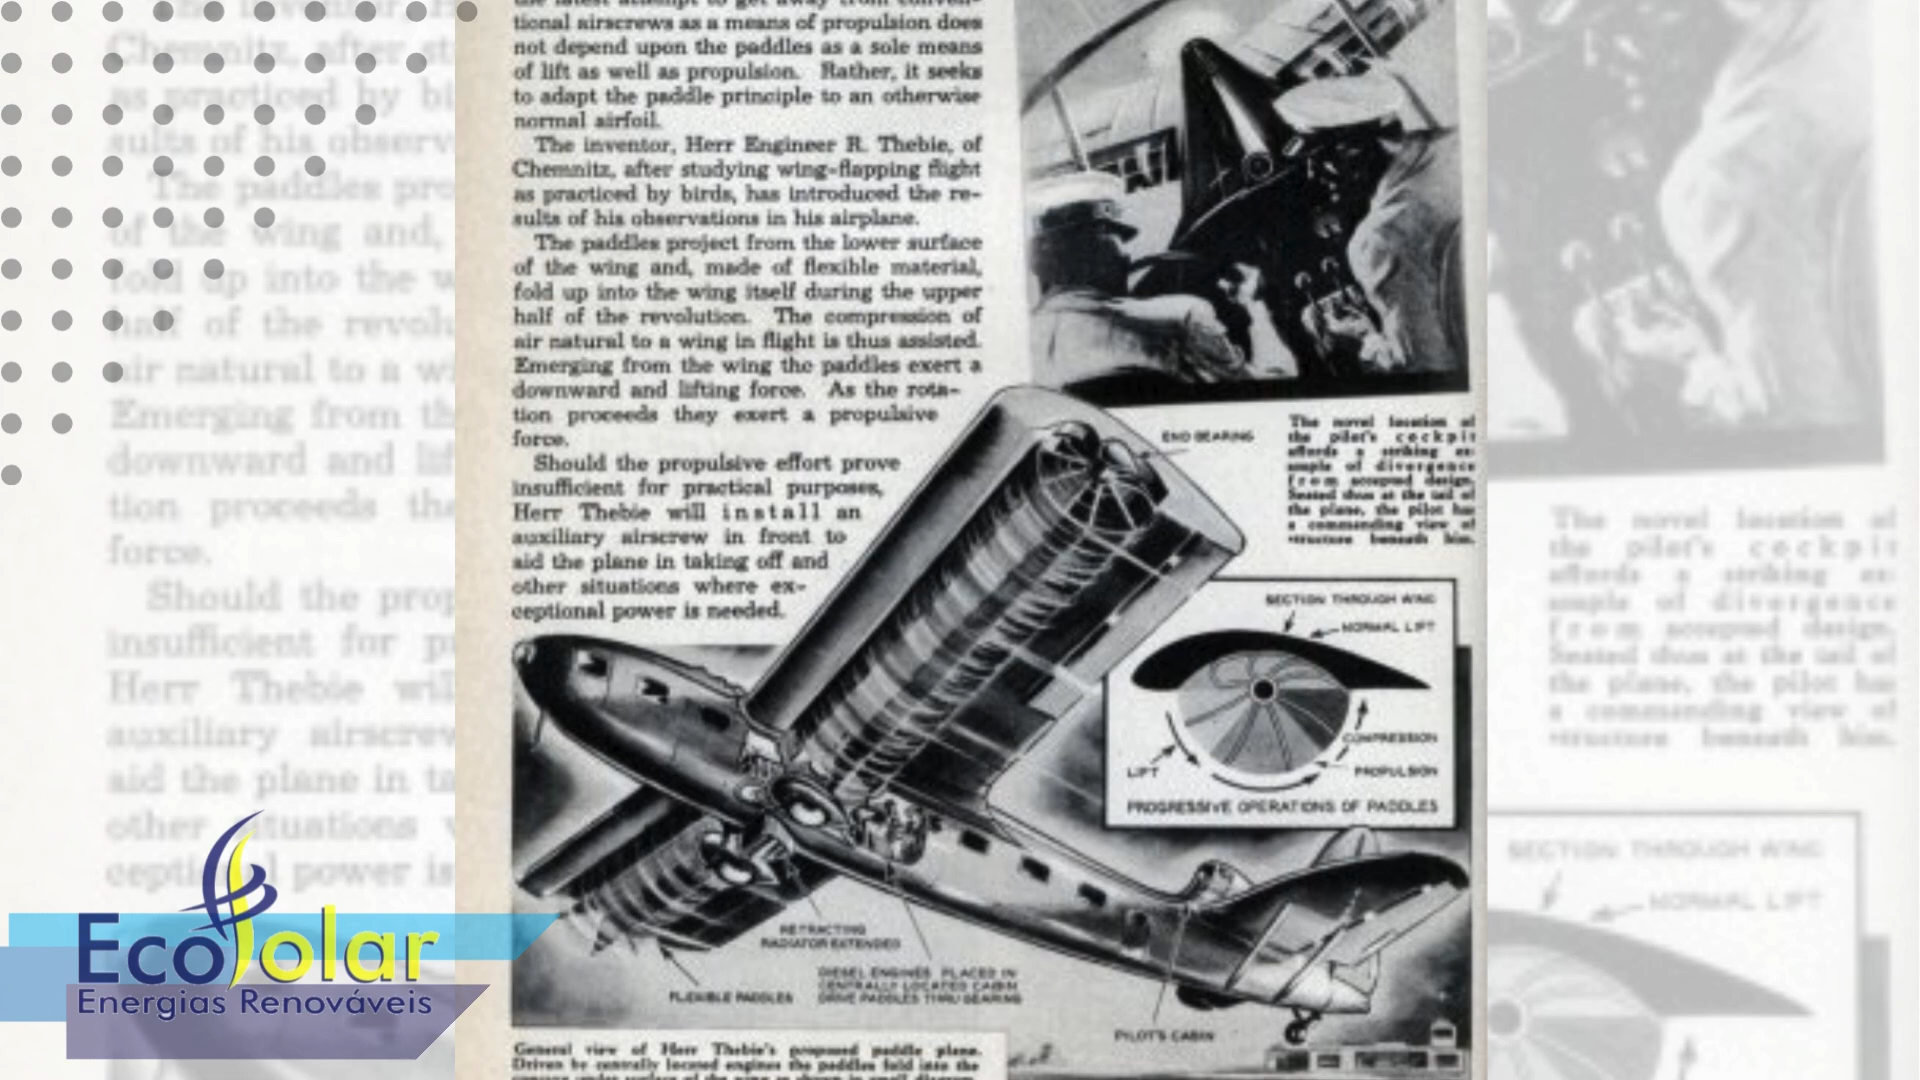 the latest attempt to get away from conven-
tional airscrews as a means of propulsion does
not depend upon the paddles as a sole means
of lift as well as propulsion. Rather, it seeks
to adapt the paddle principle to an otherwise
normal airfoil.
The inventor, Herr Engineer R. Thebie, of
Chemnitz, after studying wing-flapping flight
as practiced by birds, has introduced the re-
sults of his observations in his airplane.
The paddles project from the lower surface
of the wing and, made of flexible material,
fold up into the wing itself during the upper
half of the revolution. The compression of
air natural to a wing in flight is thus assisted.
Emerging from the wing the paddles exert a
downward and lifting force. As the rota-
tion proceeds they exert a propulsive
force.
Should the propulsive effort prove
insufficient for practical purposes,
Herr Thebie will install an
auxiliary airscrew in front to
aid the plane in taking off and
other situations where ex-
ceptional power is needed.
The novel location of
the pilot's cockpit
affords a striking ex-
ample of divergence
from accepted design.
Seated thus at the tail of
the plane, the pilot has
a commanding view of
structure beneath him.
END BEARING
SECTION THROUGH WING
NORMAL LIFT
COMPRESSION
LIFT
PROPULSION
PROGRESSIVE OPERATIONS OF PADDLES
RETRACTING
RADIATOR EXTENDED
FLEXIBLE PADDLES
DIESEL ENGINES PLACED IN
CENTRALLY LOCATED CABIN
DRIVE PADDLES THRU GEARING
PILOT'S CABIN
General view of Herr Thebie's proposed paddle plane.
Driven by centrally located engines the paddles fold into the
EcoSolar
Energias Renováveis